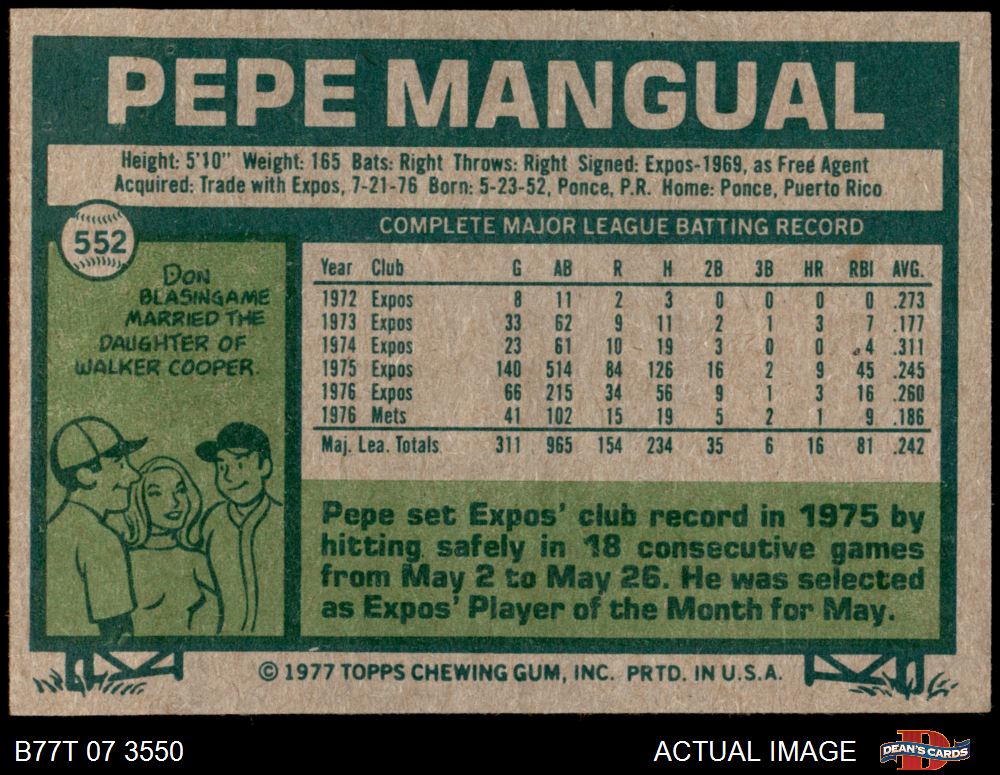 PEPE MANGUAL
Height: 5'10" Weight: 165 Bats: Right Throws: Right Signed: Expos-1969, as Free Agent
Acquired: Trade with Expos, 7-21-76 Born: 5-23-52, Ponce, P.R. Home: Ponce, Puerto Rico
552
DON
BLASINGAME
MARRIED THE
DAUGHTER OF
WALKER COOPER.
COMPLETE MAJOR LEAGUE BATTING RECORD
Year Club G AB R H 2B 3B HR RBI AVG.
1972 Expos 8 11 2 3 0 0 0 0 .273
1973 Expos 33 62 9 11 2 1 3 7 .177
1974 Expos 23 61 10 19 3 0 0 4 .311
1975 Expos 140 514 84 126 16 2 9 45 .245
1976 Expos 66 215 34 56 9 1 3 16 .260
1976 Mets 41 102 15 19 5 2 1 9 .186
Maj. Lea. Totals 311 965 154 234 35 6 16 81 .242
Pepe set Expos' club record in 1975 by
hitting safely in 18 consecutive games
from May 2 to May 26. He was selected
as Expos' Player of the Month for May.
© 1977 TOPPS CHEWING GUM, INC. PRTD. IN U.S.A.
B77T 07 3550
ACTUAL IMAGE
D
DEAN'S CARDS